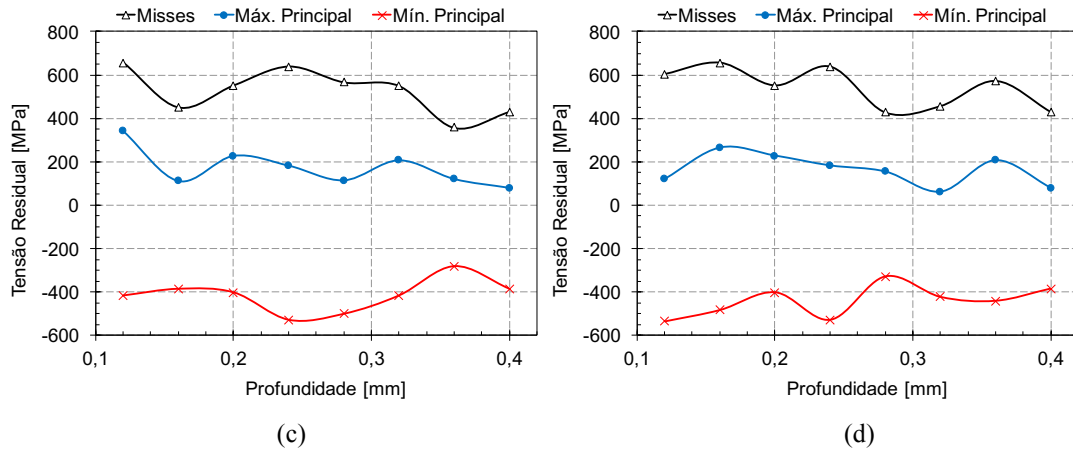 Misses Máx. Principal Mín. Principal
800
600
400
200
0
-200
-400
-600
Tensão Residual [MPa]
0,1 0,2 0,3 0,4
Profundidade [mm]
(c)
Misses Máx. Principal Mín. Principal
800
600
400
200
0
-200
-400
-600
Tensão Residual [MPa]
0,1 0,2 0,3 0,4
Profundidade [mm]
(d)